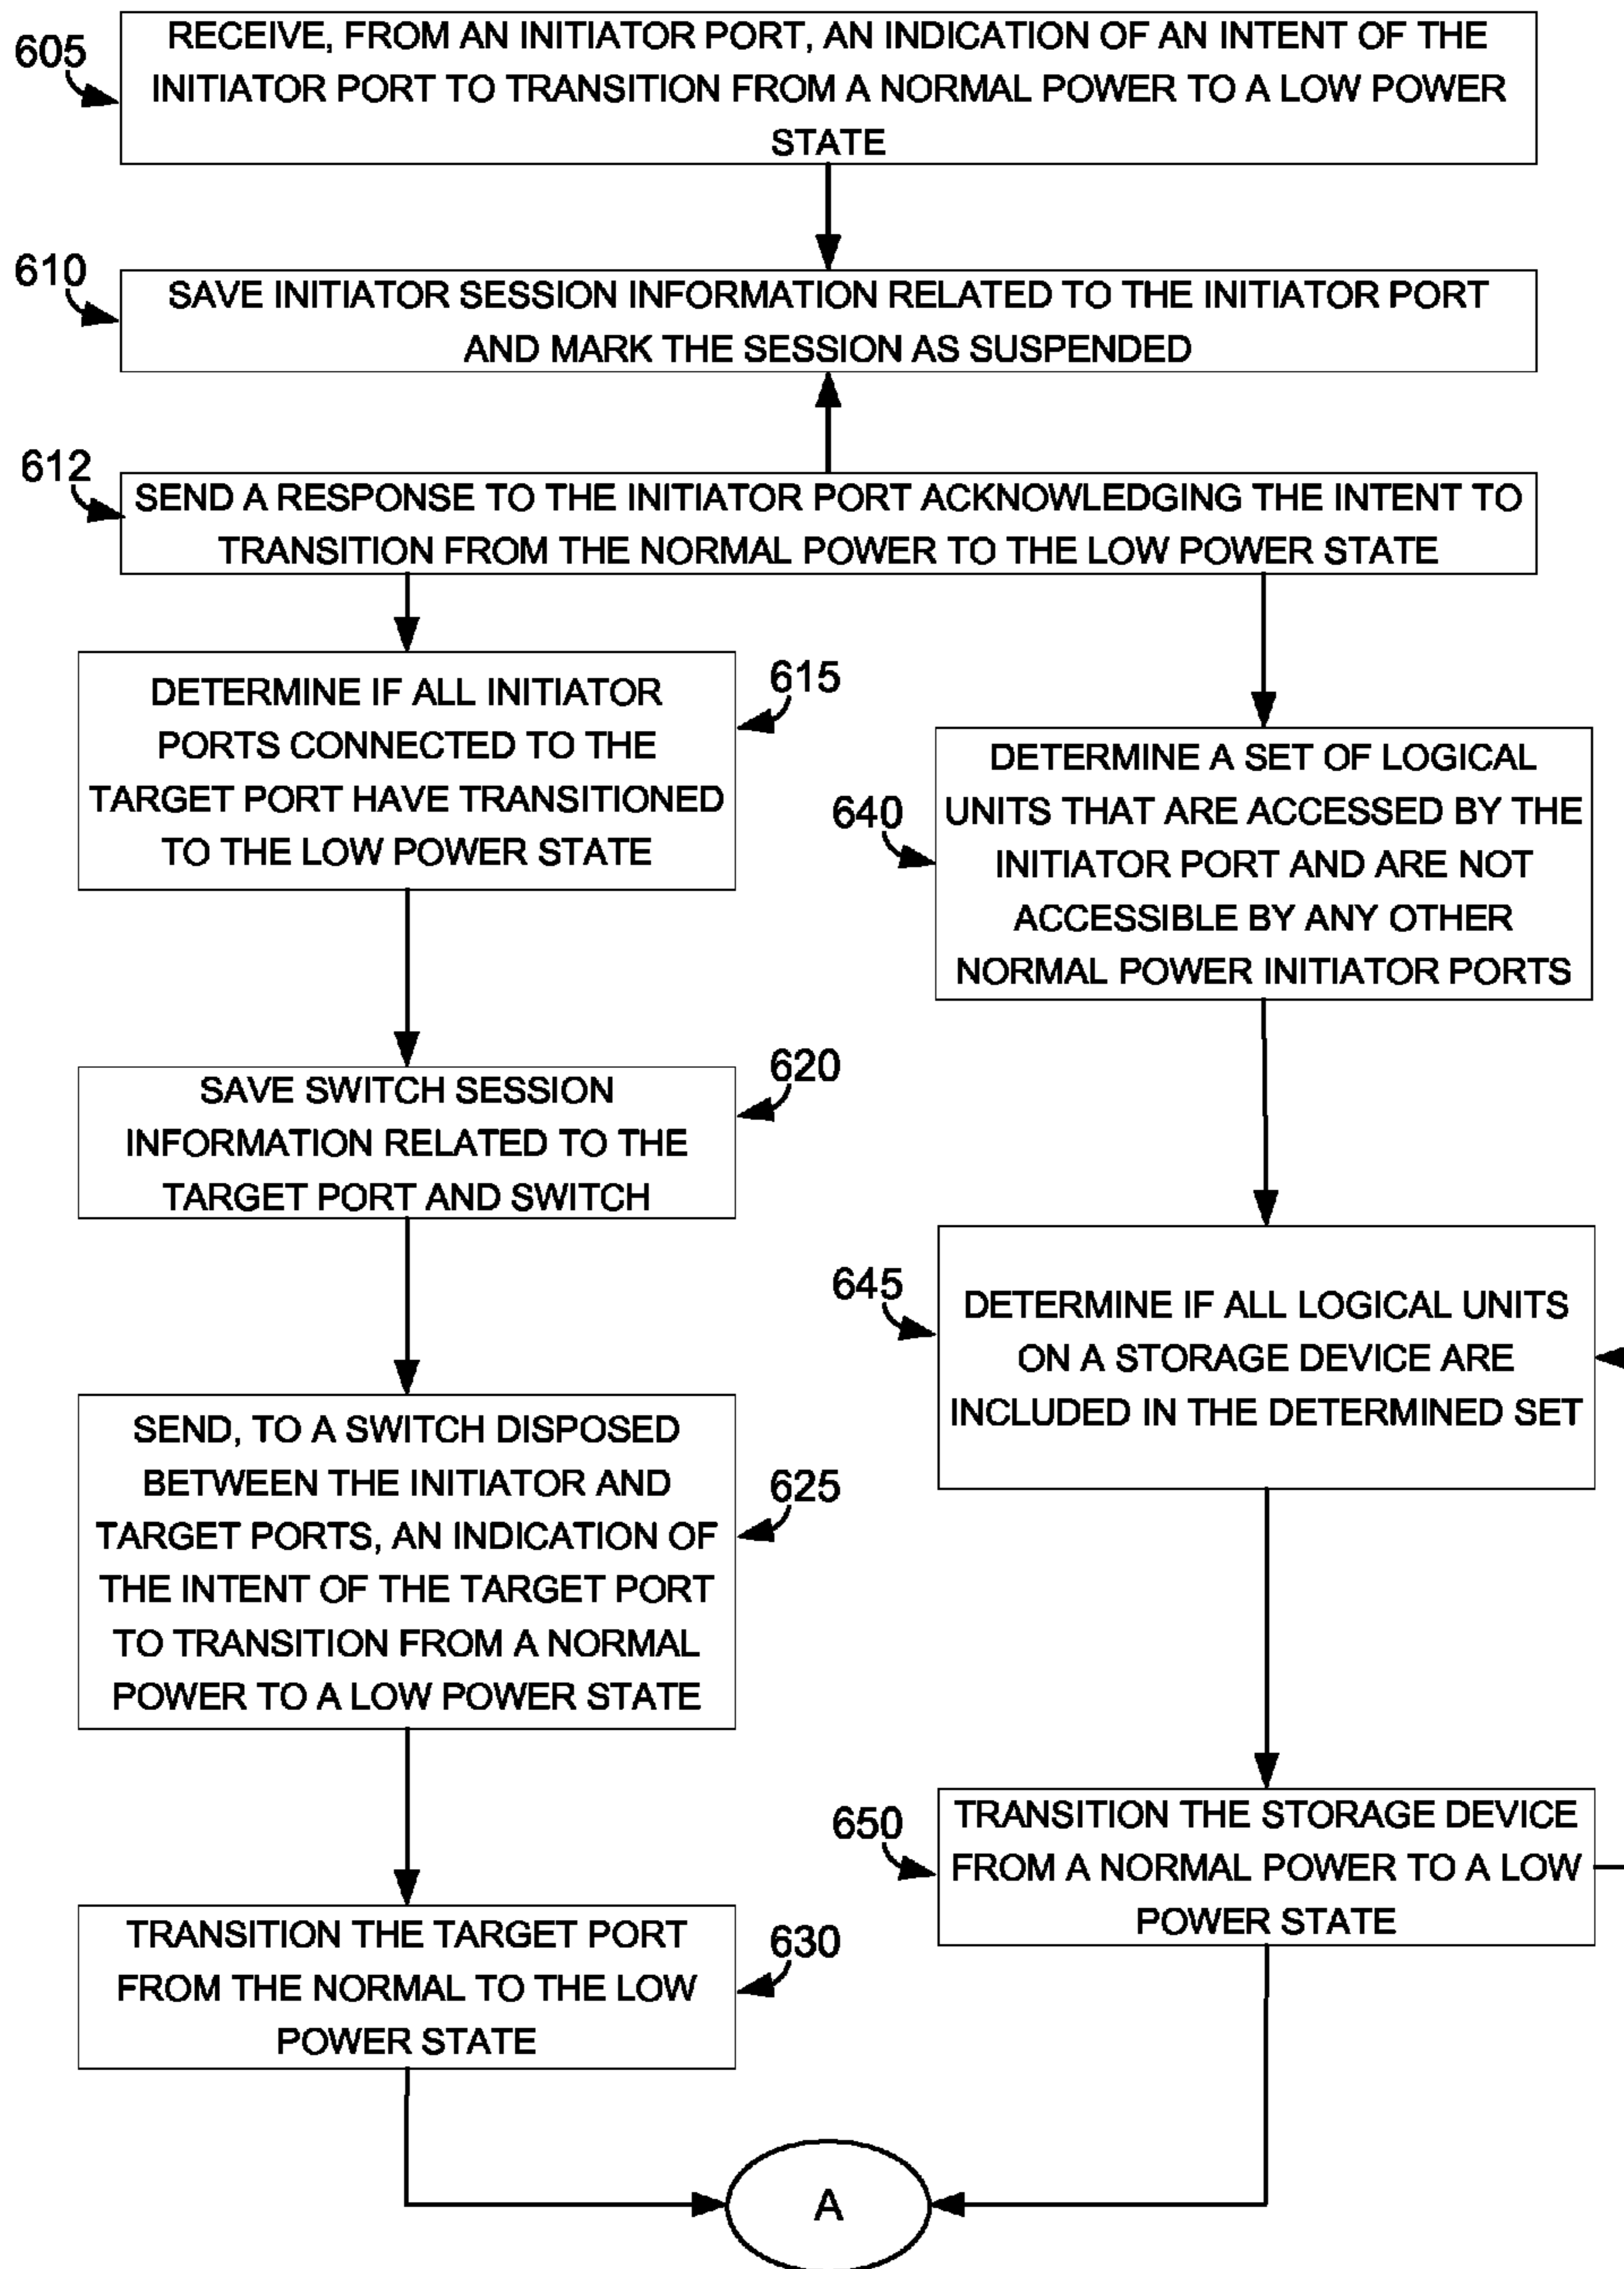 605
RECEIVE, FROM AN INITIATOR PORT, AN INDICATION OF AN INTENT OF THE
INITIATOR PORT TO TRANSITION FROM A NORMAL POWER TO A LOW POWER
STATE
610
SAVE INITIATOR SESSION INFORMATION RELATED TO THE INITIATOR PORT
AND MARK THE SESSION AS SUSPENDED
612
SEND A RESPONSE TO THE INITIATOR PORT ACKNOWLEDGING THE INTENT TO
TRANSITION FROM THE NORMAL POWER TO THE LOW POWER STATE
615
DETERMINE IF ALL INITIATOR
PORTS CONNECTED TO THE
TARGET PORT HAVE TRANSITIONED
TO THE LOW POWER STATE
620
SAVE SWITCH SESSION
INFORMATION RELATED TO THE
TARGET PORT AND SWITCH
625
SEND, TO A SWITCH DISPOSED
BETWEEN THE INITIATOR AND
TARGET PORTS, AN INDICATION OF
THE INTENT OF THE TARGET PORT
TO TRANSITION FROM A NORMAL
POWER TO A LOW POWER STATE
630
TRANSITION THE TARGET PORT
FROM THE NORMAL TO THE LOW
POWER STATE
640
DETERMINE A SET OF LOGICAL
UNITS THAT ARE ACCESSED BY THE
INITIATOR PORT AND ARE NOT
ACCESSIBLE BY ANY OTHER
NORMAL POWER INITIATOR PORTS
645
DETERMINE IF ALL LOGICAL UNITS
ON A STORAGE DEVICE ARE
INCLUDED IN THE DETERMINED SET
650
TRANSITION THE STORAGE DEVICE
FROM A NORMAL POWER TO A LOW
POWER STATE
A